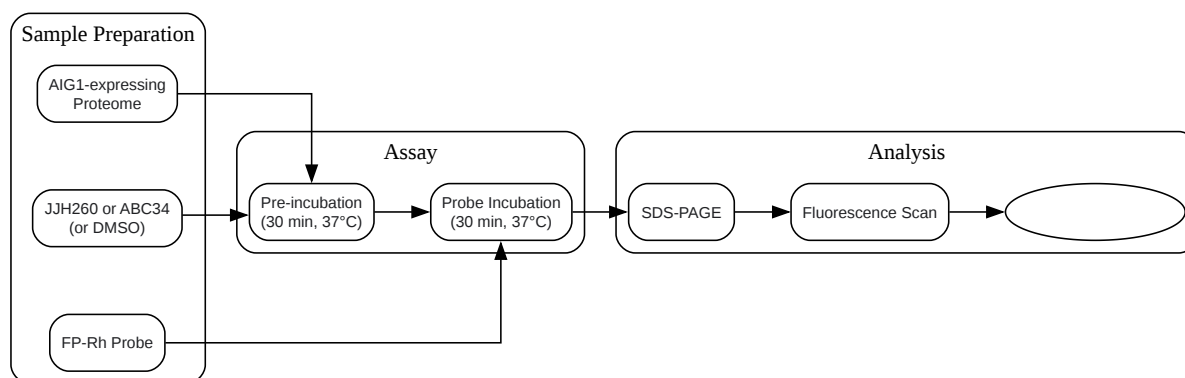 Sample Preparation
AIG1-expressing
Proteome
JJH260 or ABC34
(or DMSO)
FP-Rh Probe
Assay
Pre-incubation
(30 min, 37°C)
Probe Incubation
(30 min, 37°C)
Analysis
SDS-PAGE
Fluorescence Scan